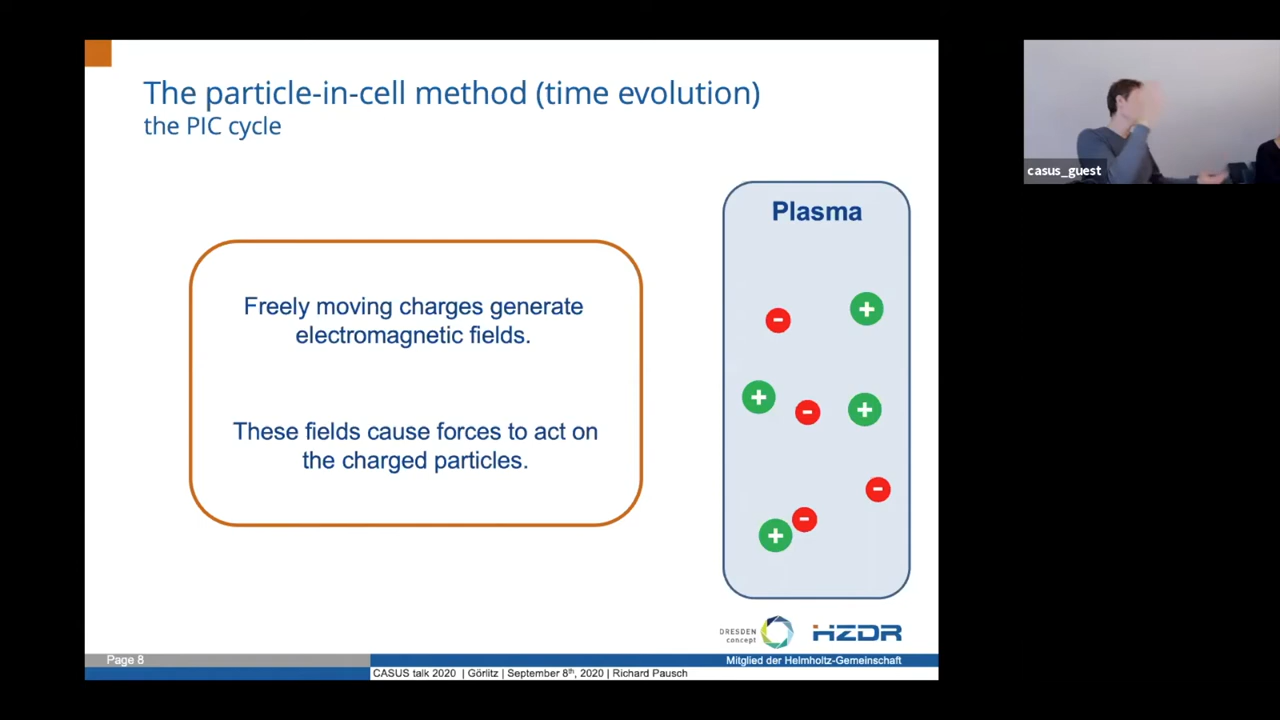 The particle-in-cell method (time evolution)
the PIC cycle
casus_guest
Plasma
Freely moving charges generate
electromagnetic fields.
These fields cause forces to act on
the charged particles.
-
+
+
-
+
-
-
+
DRESDEN
concept
HZDR
Page 8
Mitglied der Helmholtz-Gemeinschaft
CASUS talk 2020 | Görlitz | September 8th, 2020 | Richard Pausch